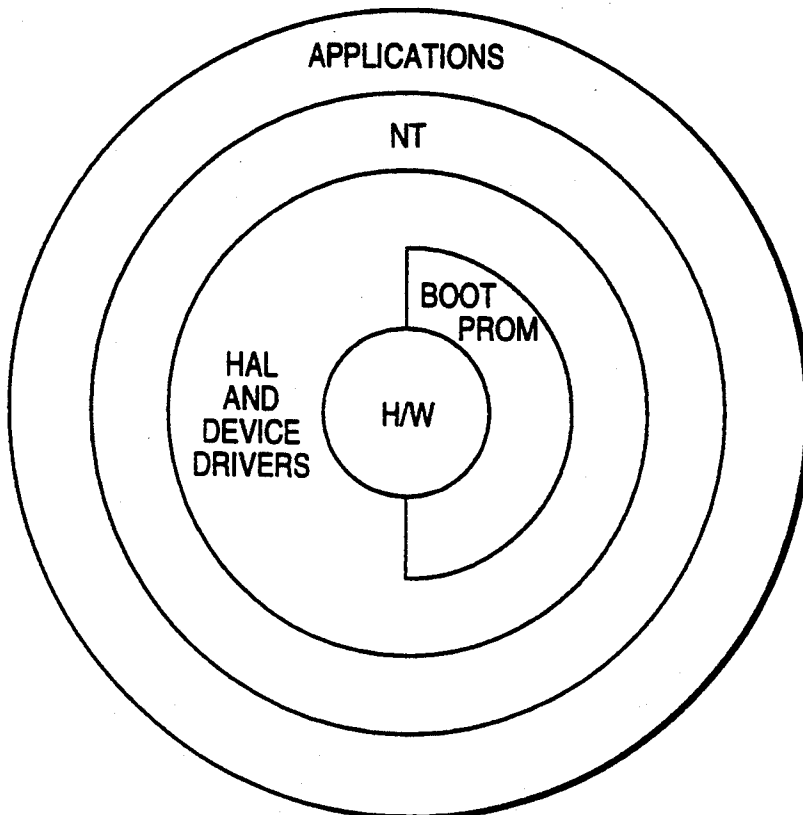 APPLICATIONS
NT
BOOT
PROM
HAL
AND
DEVICE
DRIVERS
H/W